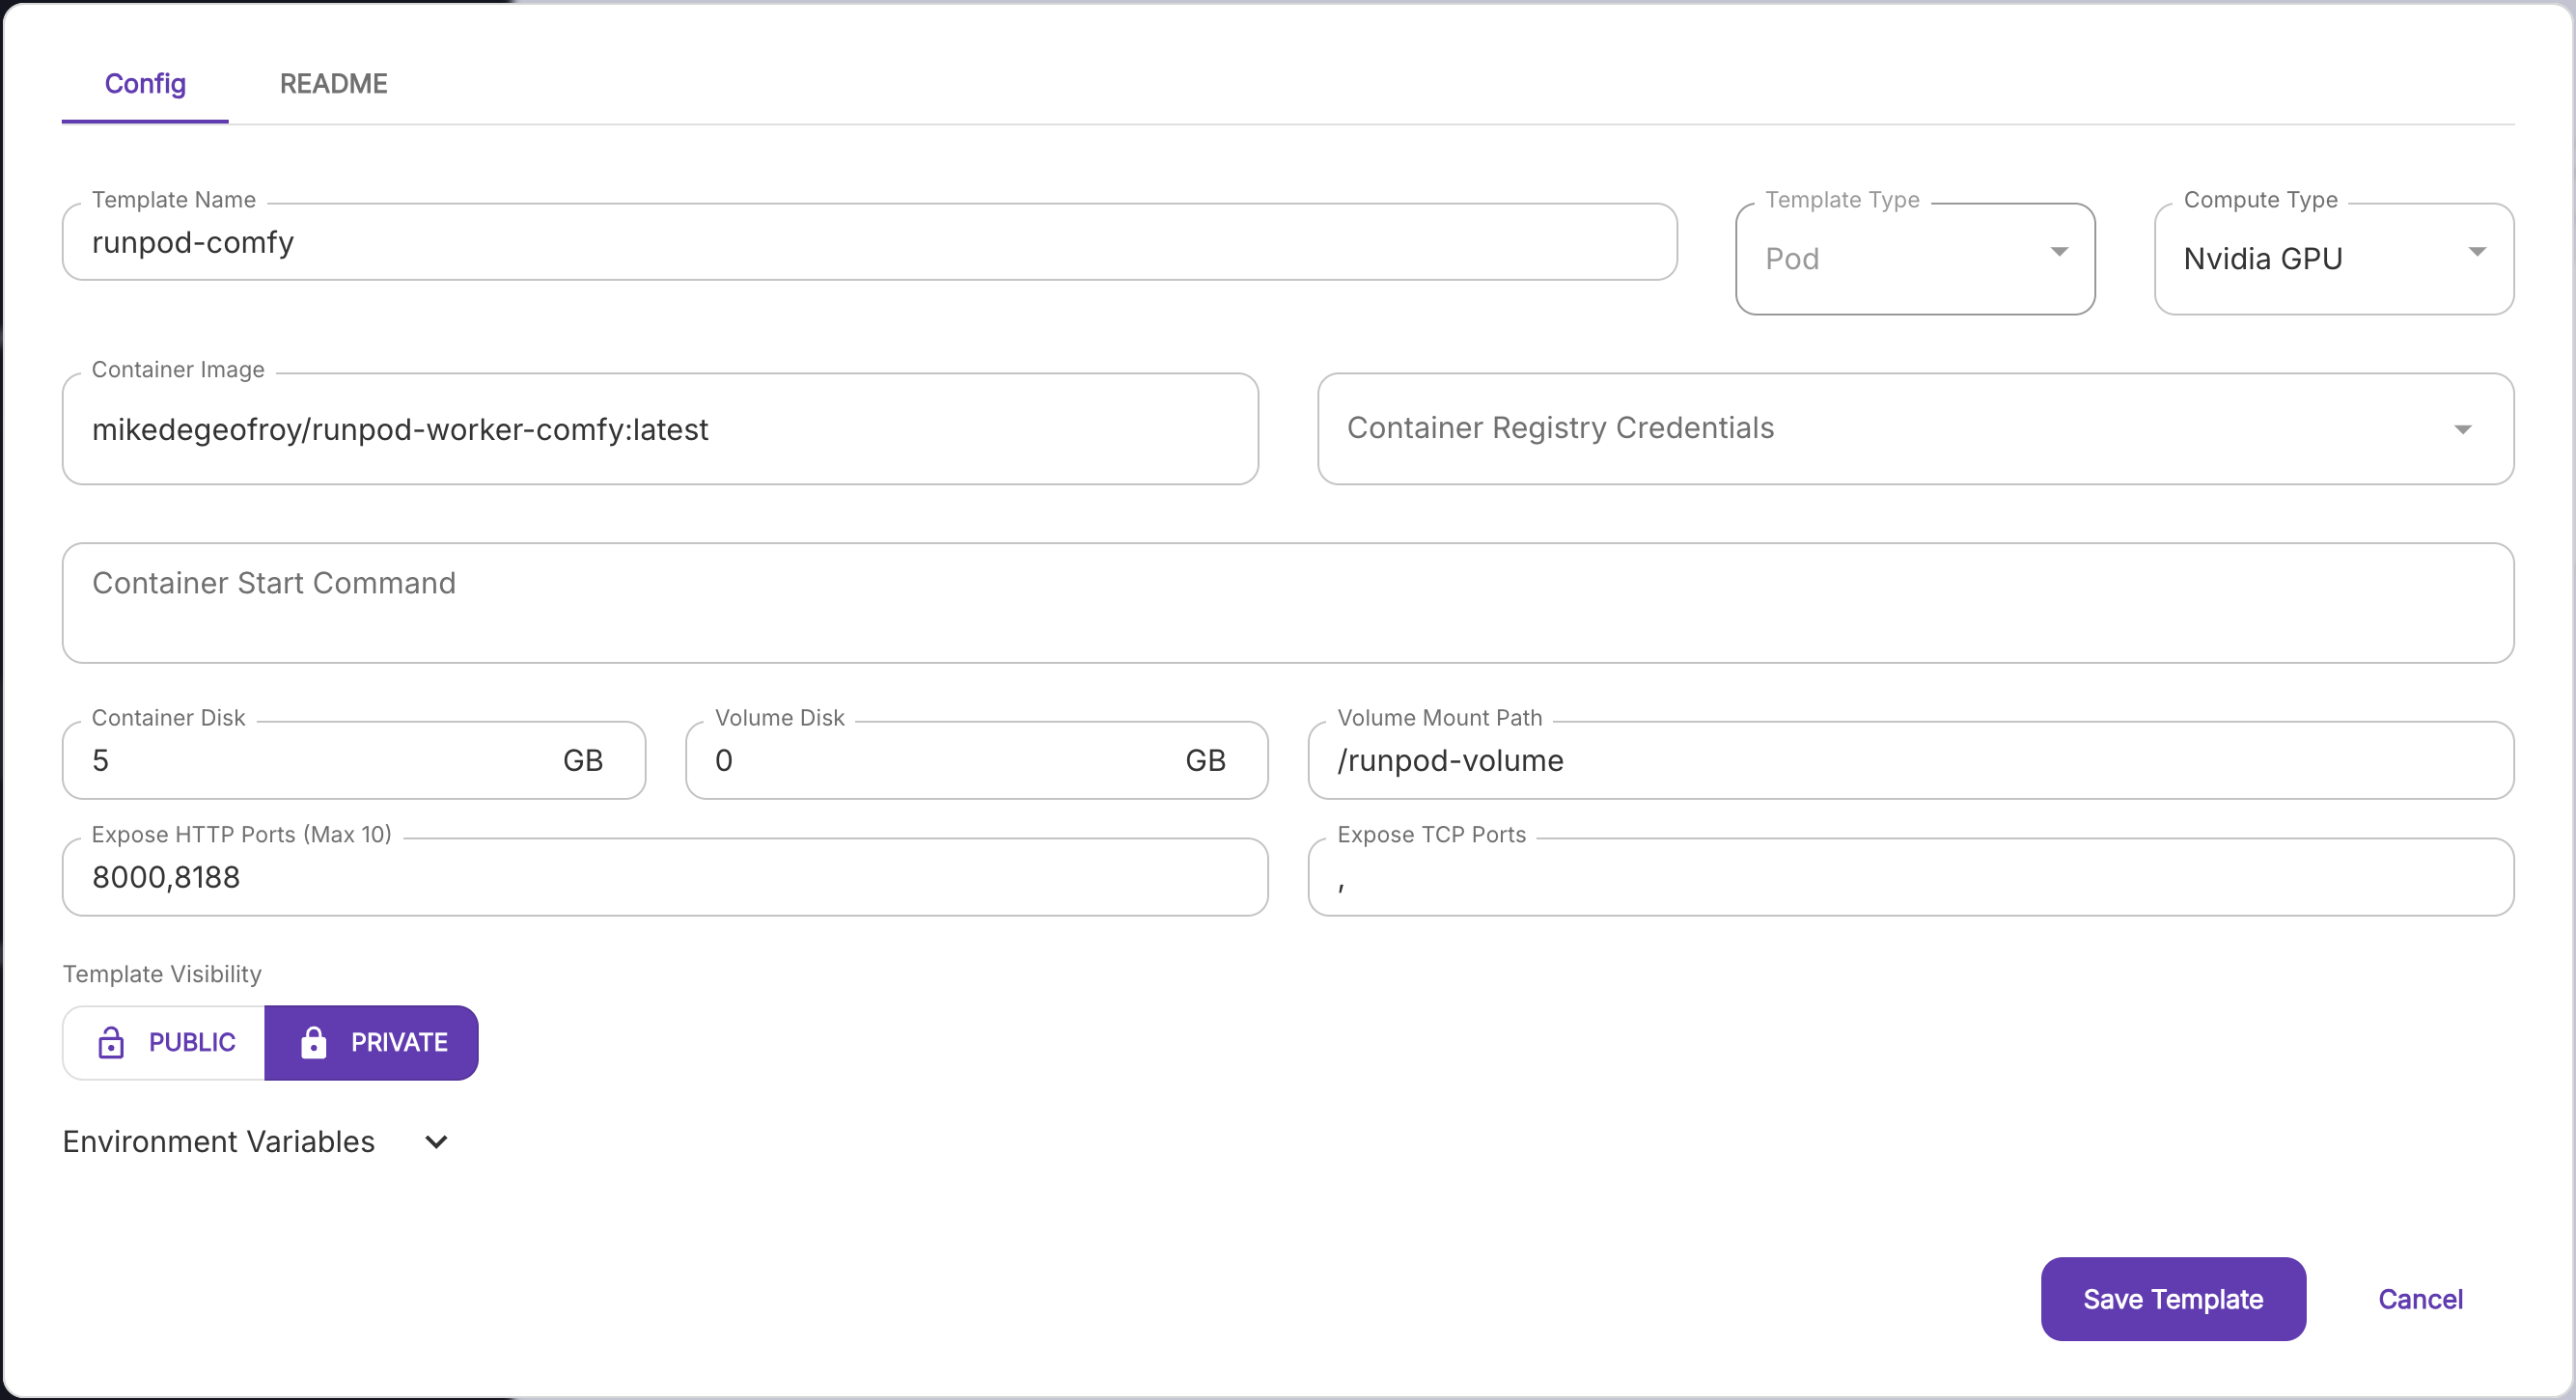 Config README
Template Name
runpod-comfy
Template Type
Pod
Compute Type
Nvidia GPU
Container Image
mikedegeofroy/runpod-worker-comfy:latest
Container Registry Credentials
Container Start Command
Container Disk
5 GB
Volume Disk
0 GB
Volume Mount Path
/runpod-volume
Expose HTTP Ports (Max 10)
8000,8188
Expose TCP Ports
,
Template Visibility
PUBLIC PRIVATE
Environment Variables
Save Template Cancel